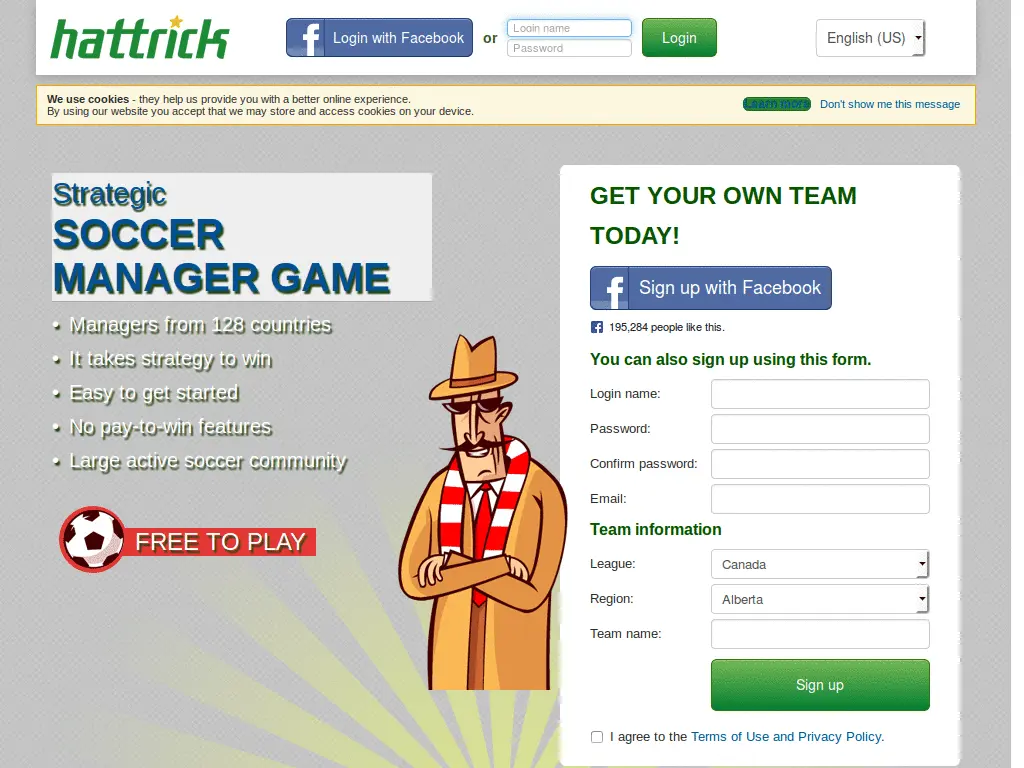 hattrick
Login with Facebook
or
Login name
Password
Login
English (US)
We use cookies - they help us provide you with a better online experience.
By using our website you accept that we may store and access cookies on your device.
Learn more
Don't show me this message
Strategic
SOCCER
MANAGER GAME
• Managers from 128 countries
• It takes strategy to win
• Easy to get started
• No pay-to-win features
• Large active soccer community
FREE TO PLAY
GET YOUR OWN TEAM
TODAY!
f Sign up with Facebook
195,284 people like this.
You can also sign up using this form.
Login name:
Password:
Confirm password:
Email:
Team information
League: Canada
Region: Alberta
Team name:
Sign up
I agree to the Terms of Use and Privacy Policy.